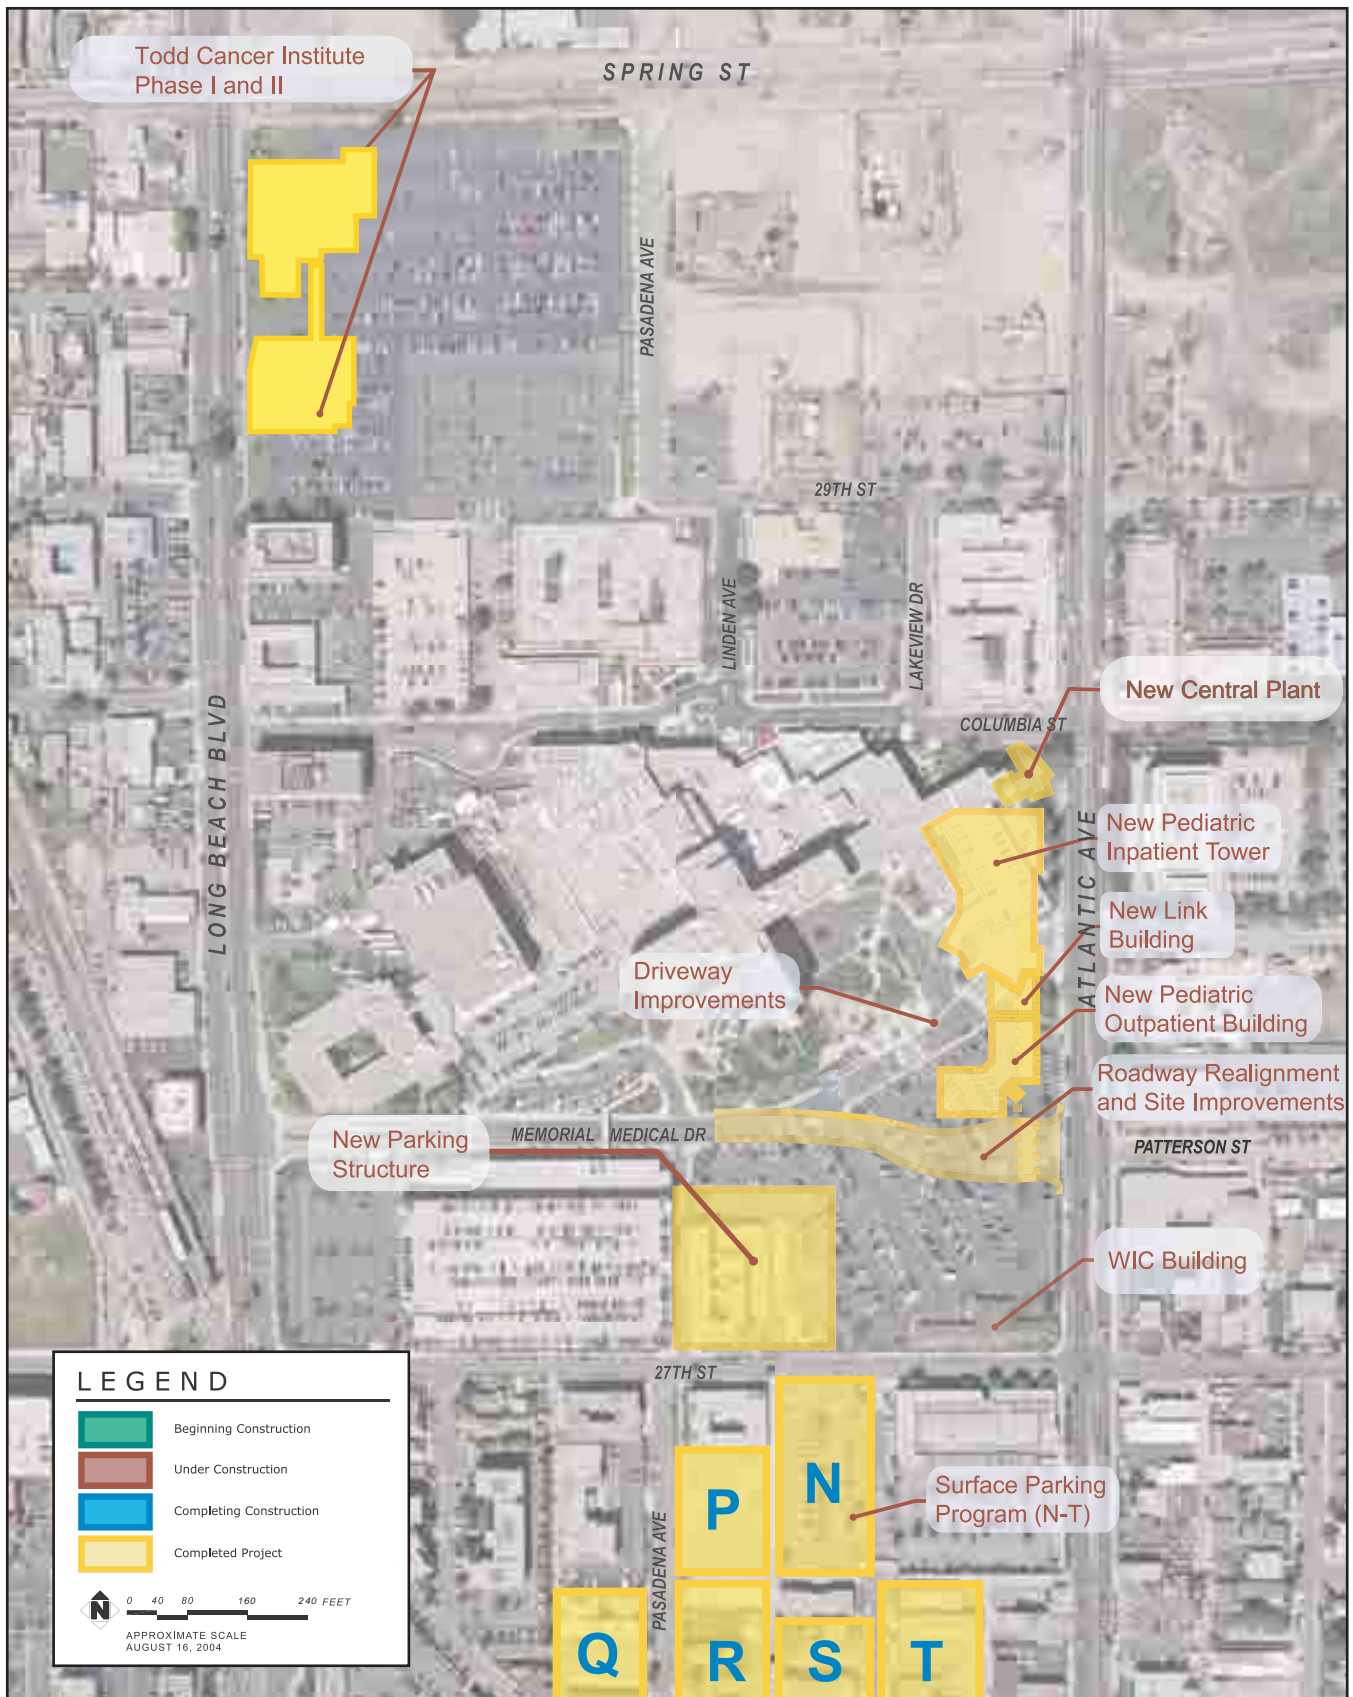 Todd Cancer Institute
Phase I and II
SPRING ST
PASADENA AVE
29TH ST
LINDEN AVE
LAKEVIEW DR
New Central Plant
COLUMBIA ST
LONG BEACH BLVD
ATLANTIC AVE
New Pediatric
Inpatient Tower
New Link
Building
Driveway
Improvements
New Pediatric
Outpatient Building
Roadway Realignment
and Site Improvements
New Parking
Structure
MEMORIAL MEDICAL DR
PATTERSON ST
WIC Building
27TH ST
LEGEND
Beginning Construction
Under Construction
Completing Construction
Completed Project
N
0 40 80 160 240 FEET
APPROXIMATE SCALE
AUGUST 16, 2004
P
N
Surface Parking
Program (N-T)
PASADENA AVE
Q
R
S
T